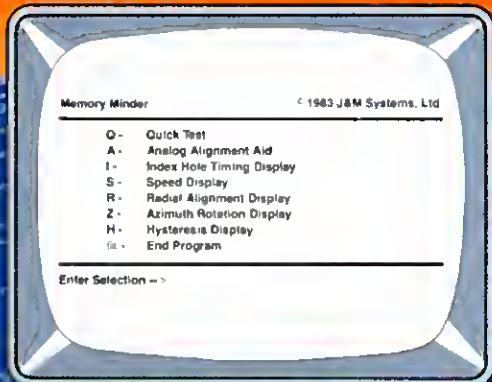 Memory Minder © 1983 J&M Systems, Ltd
Q - Quick Test
A - Analog Alignment Aid
I - Index Hole Timing Display
S - Speed Display
R - Radial Alignment Display
Z - Azimuth Rotation Display
H - Hysteresis Display
- End Program
Enter Selection -- >